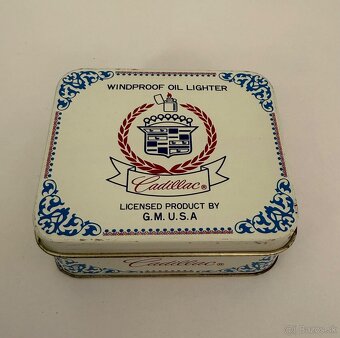 WINDPROOF OIL LIGHTER
Cadillac®
LICENSED PRODUCT BY
G.M. U.S.A
Cadillac®